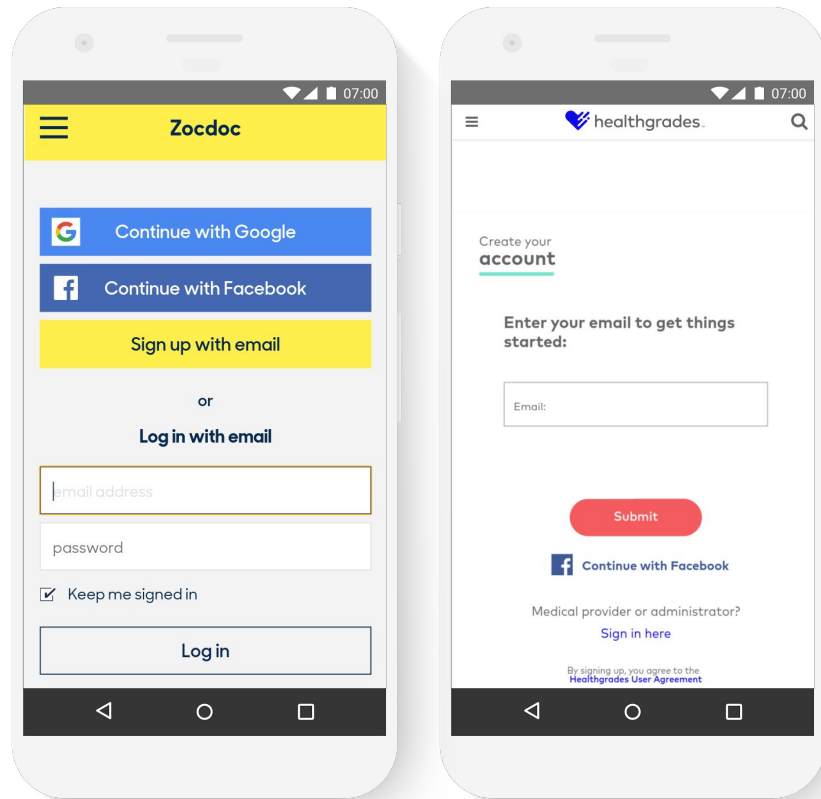 07:00
Zocdoc
Continue with Google
Continue with Facebook
Sign up with email
or
Log in with email
email address
password
Keep me signed in
Log in
07:00
healthgrades.
Create your
account
Enter your email to get things
started:
Email:
Submit
Continue with Facebook
Medical provider or administrator?
Sign in here
By signing up, you agree to the
Healthgrades User Agreement